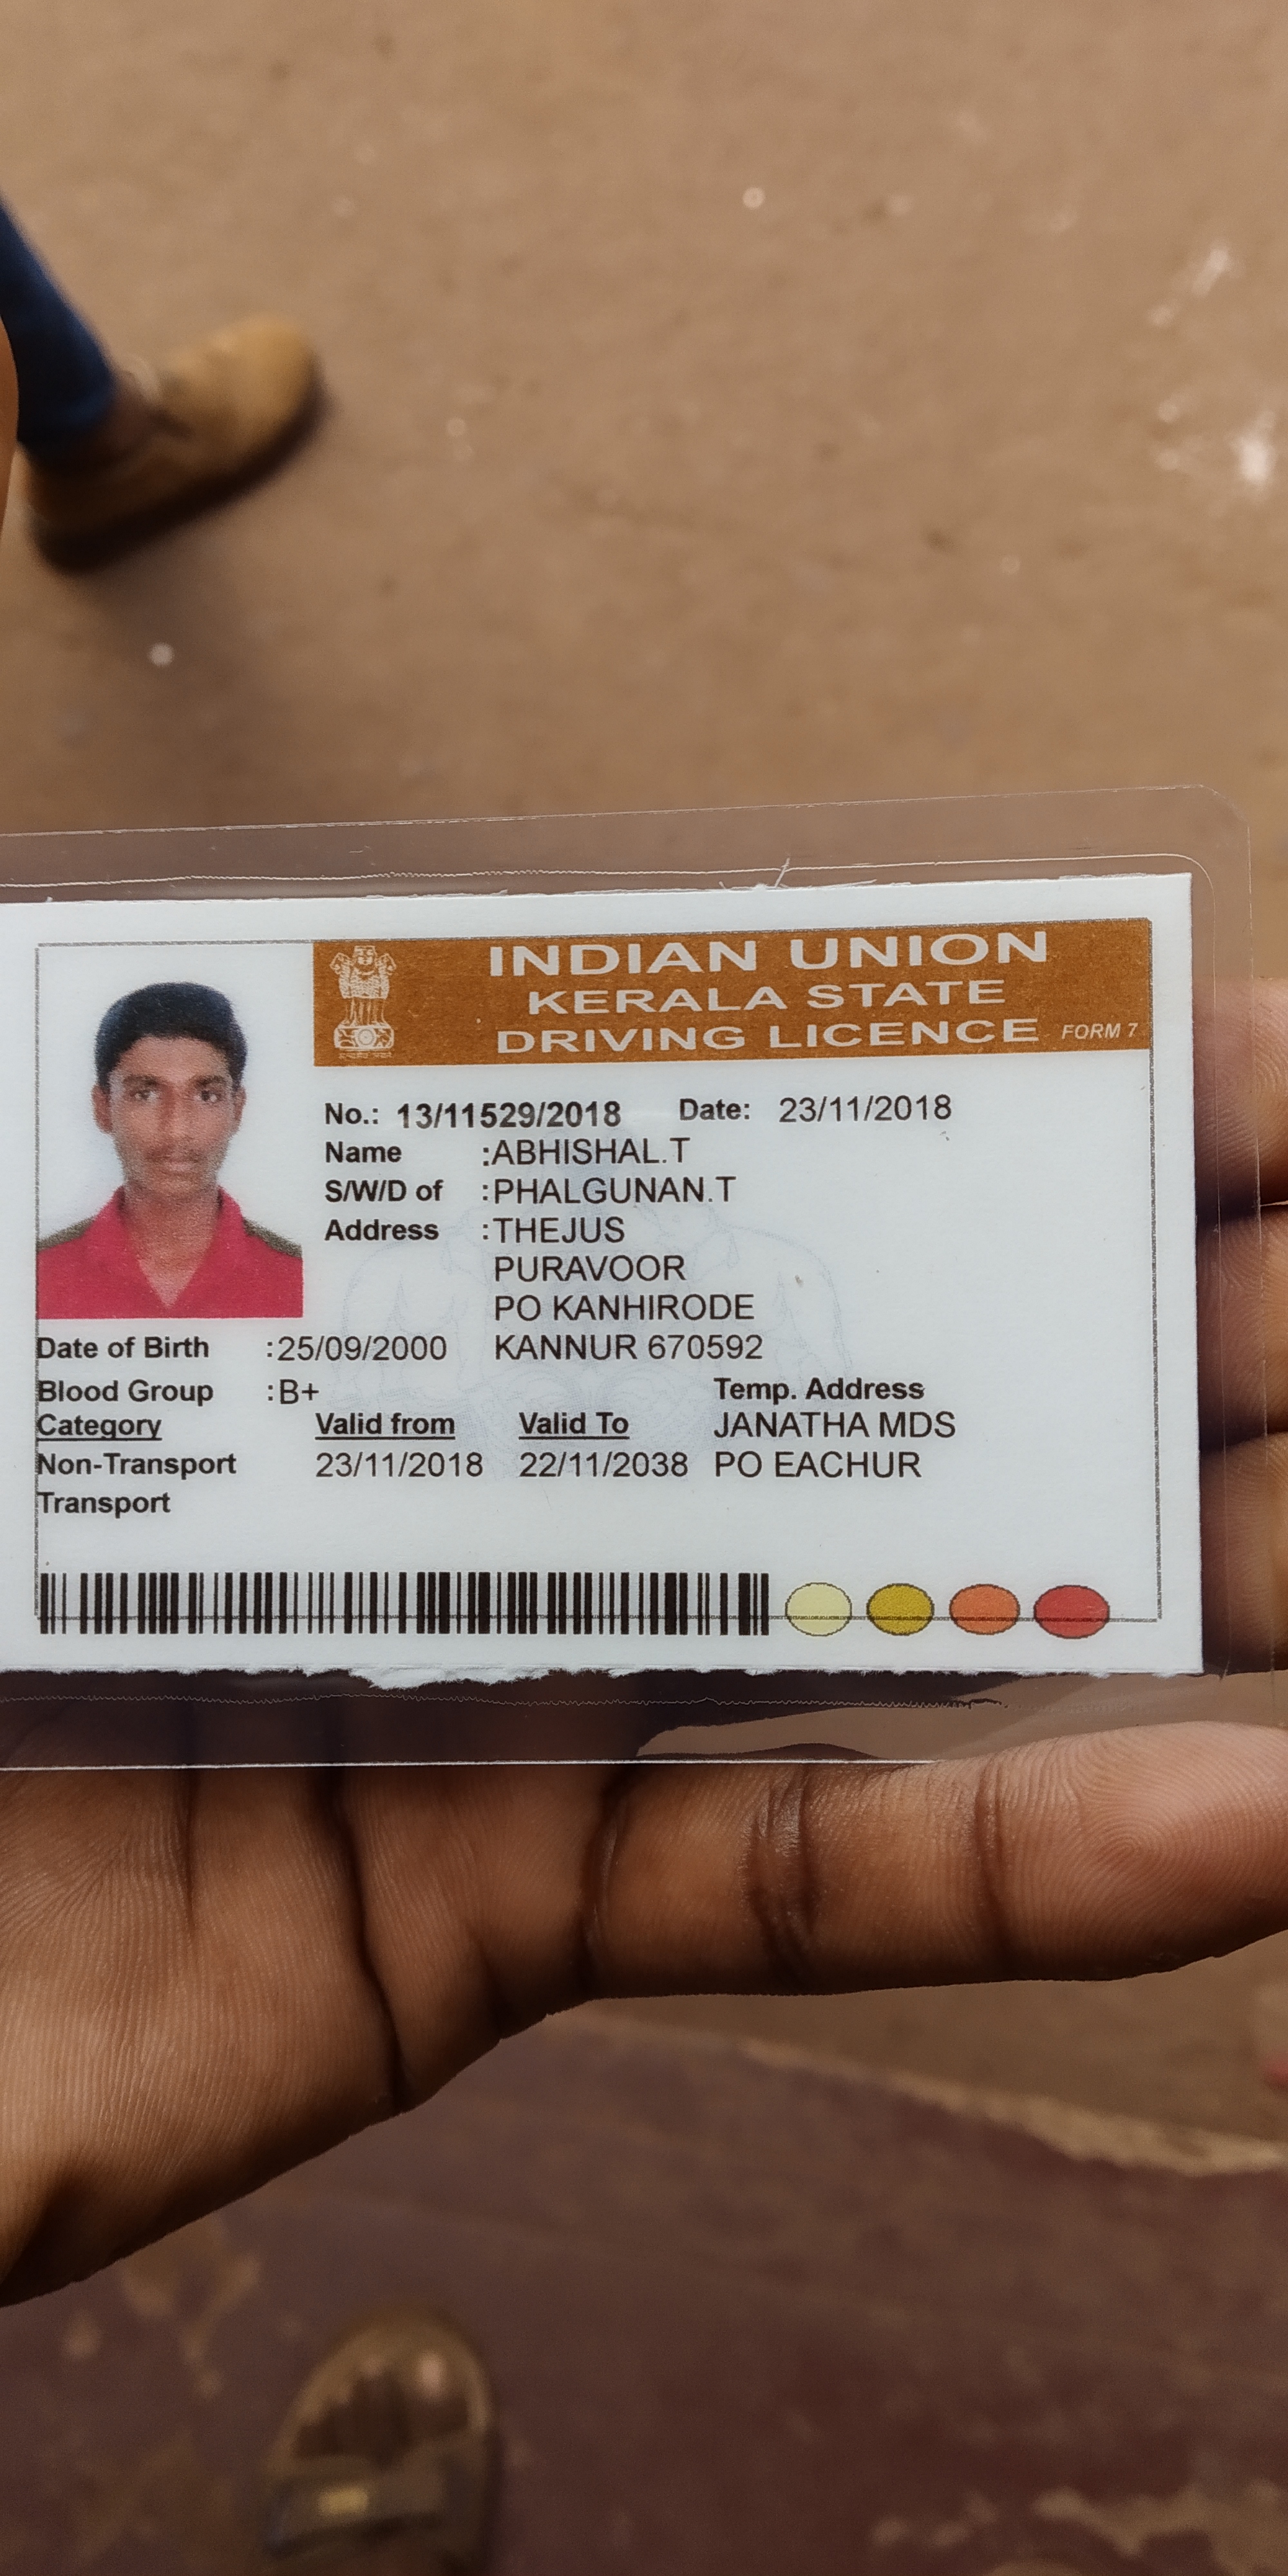 INDIAN UNION
KERALA STATE
DRIVING LICENCE FORM 7
No.: 13/11529/2018 Date: 23/11/2018
Name :ABHISHAL.T
S/W/D of :PHALGUNAN.T
Address :THEJUS
PURAVOOR
PO KANHIRODE
Date of Birth :25/09/2000 KANNUR 670592
Blood Group :B+ Temp. Address
Category Valid from Valid To JANATHA MDS
Non-Transport 23/11/2018 22/11/2038 PO EACHUR
Transport